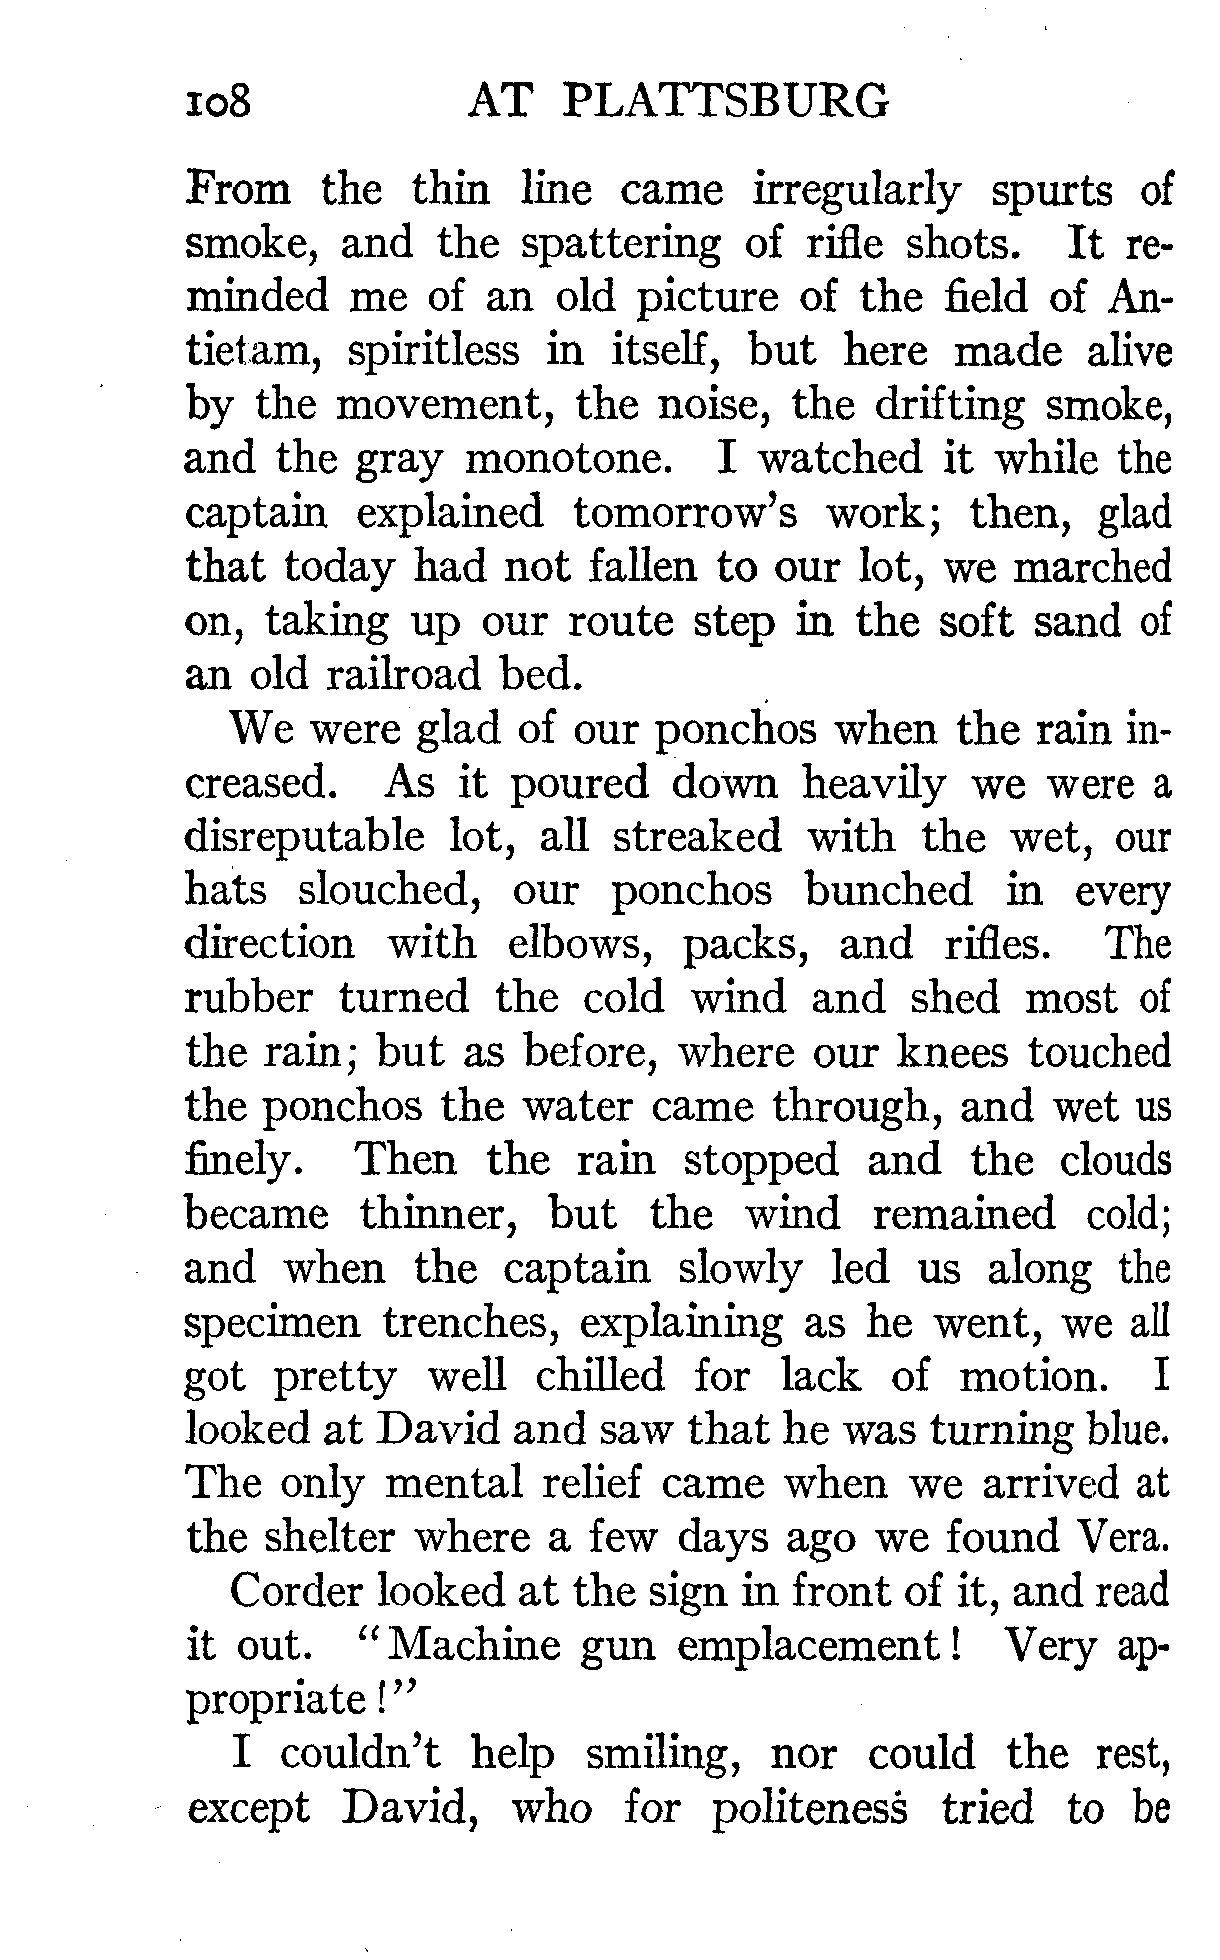 108 AT PLATTSBURG
From the thin line came irregularly spurts of
smoke, and the spattering of rifle shots. It re-
minded me of an old picture of the field of An-
tietam, spiritless in itself, but here made alive
by the movement, the noise, the drifting smoke,
and the gray monotone. I watched it while the
captain explained tomorrow's work; then, glad
that today had not fallen to our lot, we marched
on, taking up our route step in the soft sand of
an old railroad bed.
We were glad of our ponchos when the rain in-
creased. As it poured down heavily we were a
disreputable lot, all streaked with the wet, our
hats slouched, our ponchos bunched in every
direction with elbows, packs, and rifles. The
rubber turned the cold wind and shed most of
the rain; but as before, where our knees touched
the ponchos the water came through, and wet us
finely. Then the rain stopped and the clouds
became thinner, but the wind remained cold;
and when the captain slowly led us along the
specimen trenches, explaining as he went, we all
got pretty well chilled for lack of motion. I
looked at David and saw that he was turning blue.
The only mental relief came when we arrived at
the shelter where a few days ago we found Vera.
Corder looked at the sign in front of it, and read
it out. "Machine gun emplacement! Very ap-
propriate!"
I couldn't help smiling, nor could the rest,
except David, who for politeness tried to be